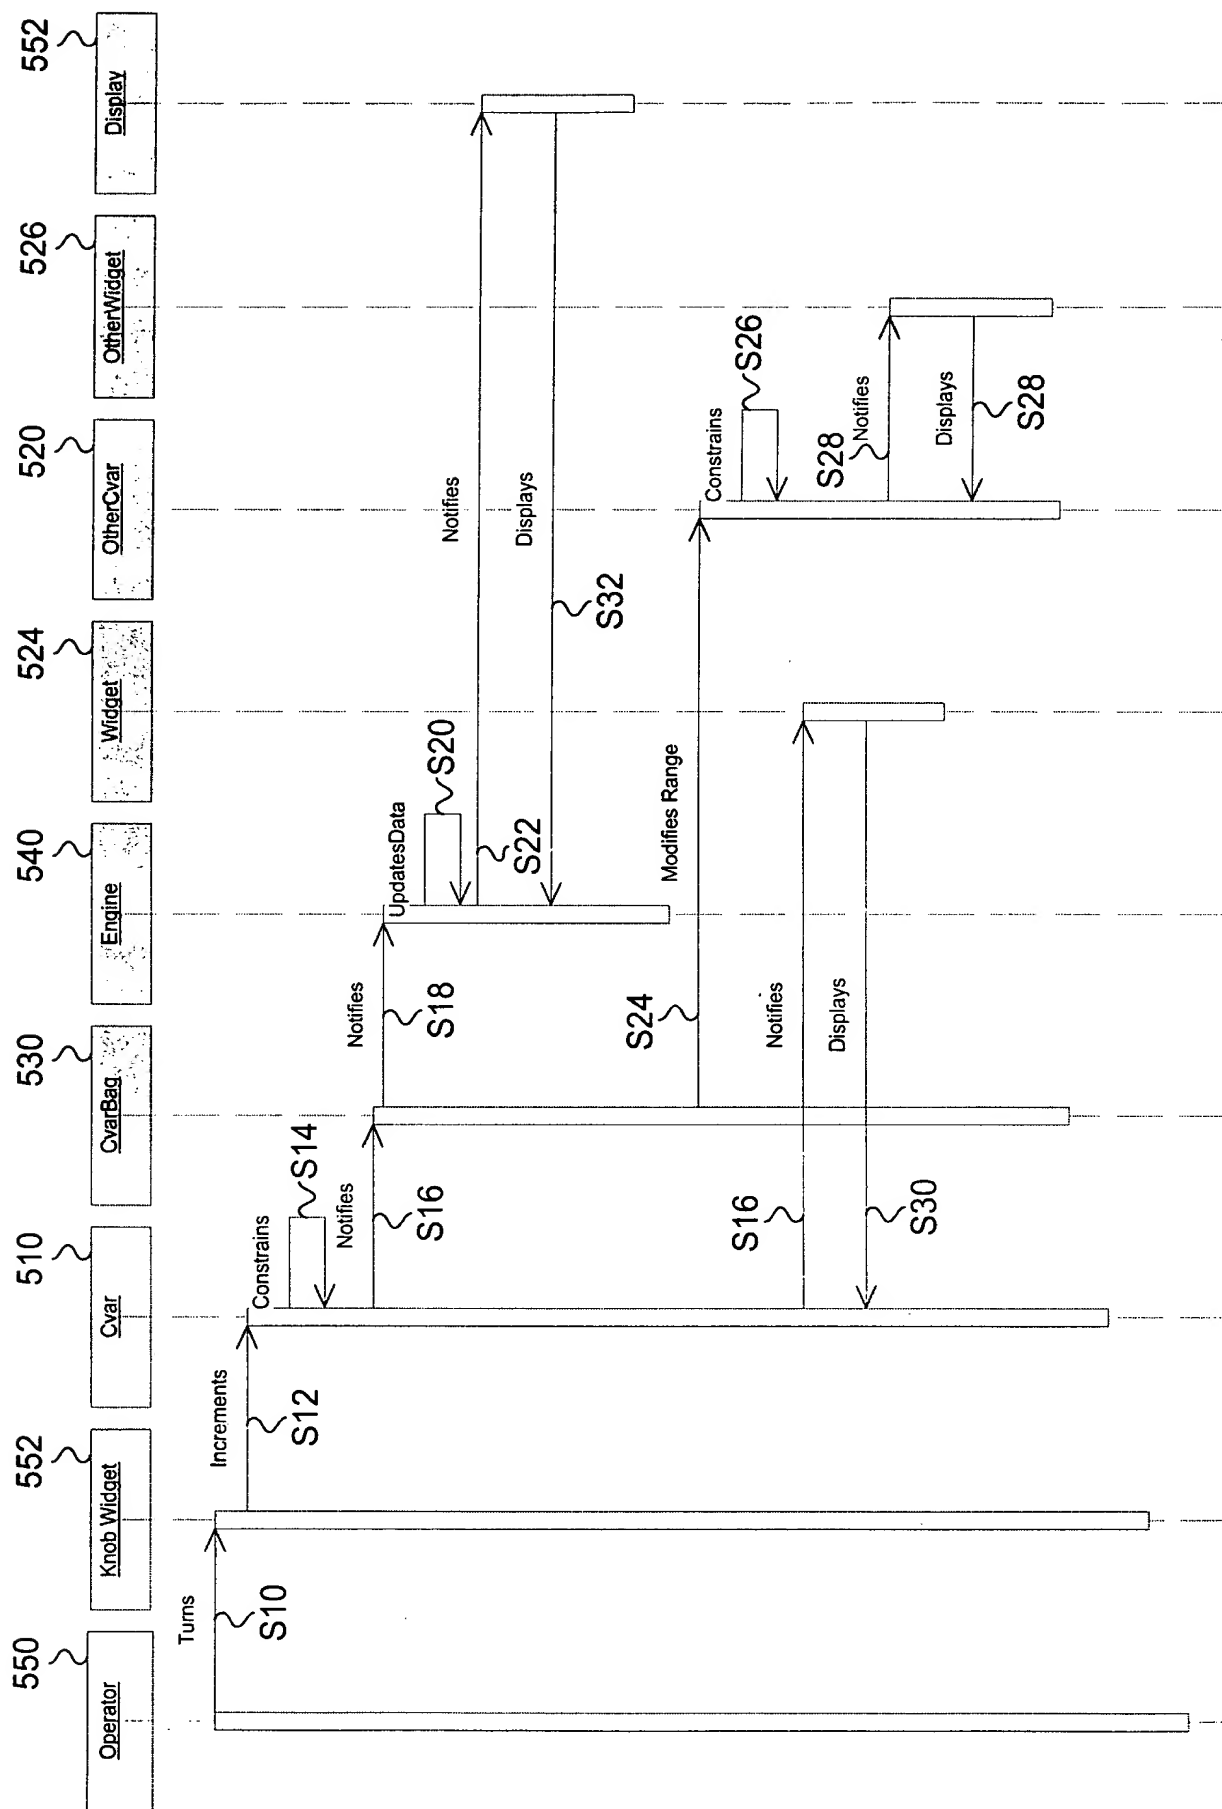 550
552
510
530
540
524
520
526
552
Operator
Knob Widget
Cvar
CvarBag
Engine
Widget
OtherCvar
OtherWidget
Display
Turns
S10
Increments
S12
Constrains
S14
Notifies
S16
Notifies
S18
UpdatesData
S20
Notifies
S22
Displays
S32
Modifies Range
S24
Constrains
S26
Notifies
S16
Displays
S30
Notifies
S28
Displays
S28